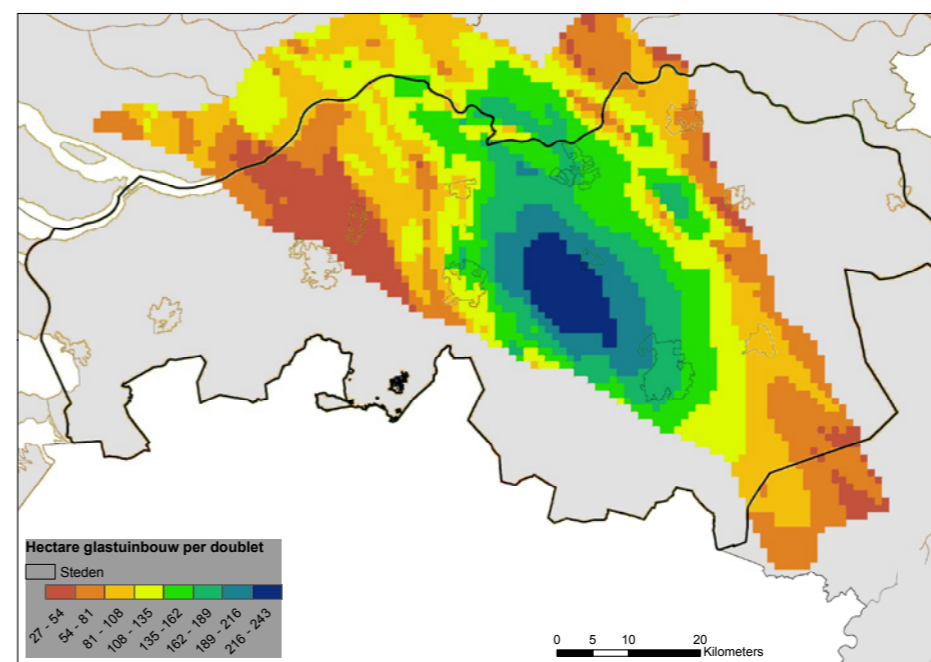 Hectare glastuinbouw per doublet
Steden
27 - 54
54 - 81
81 - 108
108 - 135
135 -162
162 - 189
189 - 216
216 - 243
0 5 10 20
Kilometers